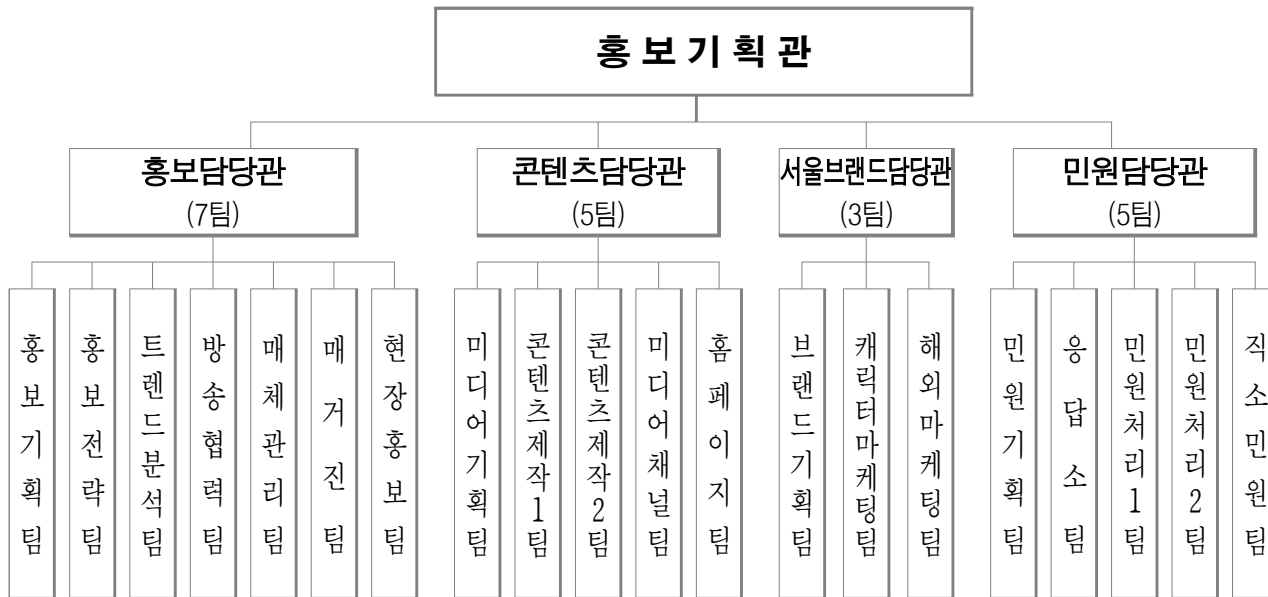 홍 보 기 획 관
홍보담당관
(7팀)
콘텐츠담당관
(5팀)
서울브랜드담당관
(3팀)
민원담당관
(5팀)
홍보기획팀
홍보전략팀
트렌드분석팀
방송협력팀
매체관리팀
매거진팀
현장홍보팀
미디어기획팀
콘텐츠제작1팀
콘텐츠제작2팀
미디어채널팀
홈페이지팀
브랜드기획팀
캐릭터마케팅팀
해외마케팅팀
민원기획팀
응답소팀
민원처리1팀
민원처리2팀
직소민원팀